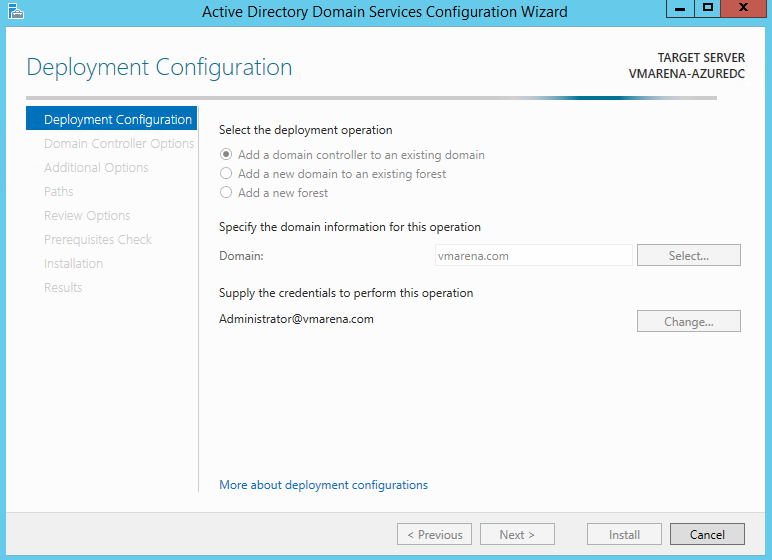 Active Directory Domain Services Configuration Wizard
Deployment Configuration
TARGET SERVER
VMARENA-AZUREDC
Deployment Configuration
Domain Controller Options
Additional Options
Paths
Review Options
Prerequisites Check
Installation
Results
Select the deployment operation
Add a domain controller to an existing domain
Add a new domain to an existing forest
Add a new forest
Specify the domain information for this operation
Domain: vmarena.com Select...
Supply the credentials to perform this operation
Administrator@vmarena.com Change...
More about deployment configurations
< Previous Next > Install Cancel